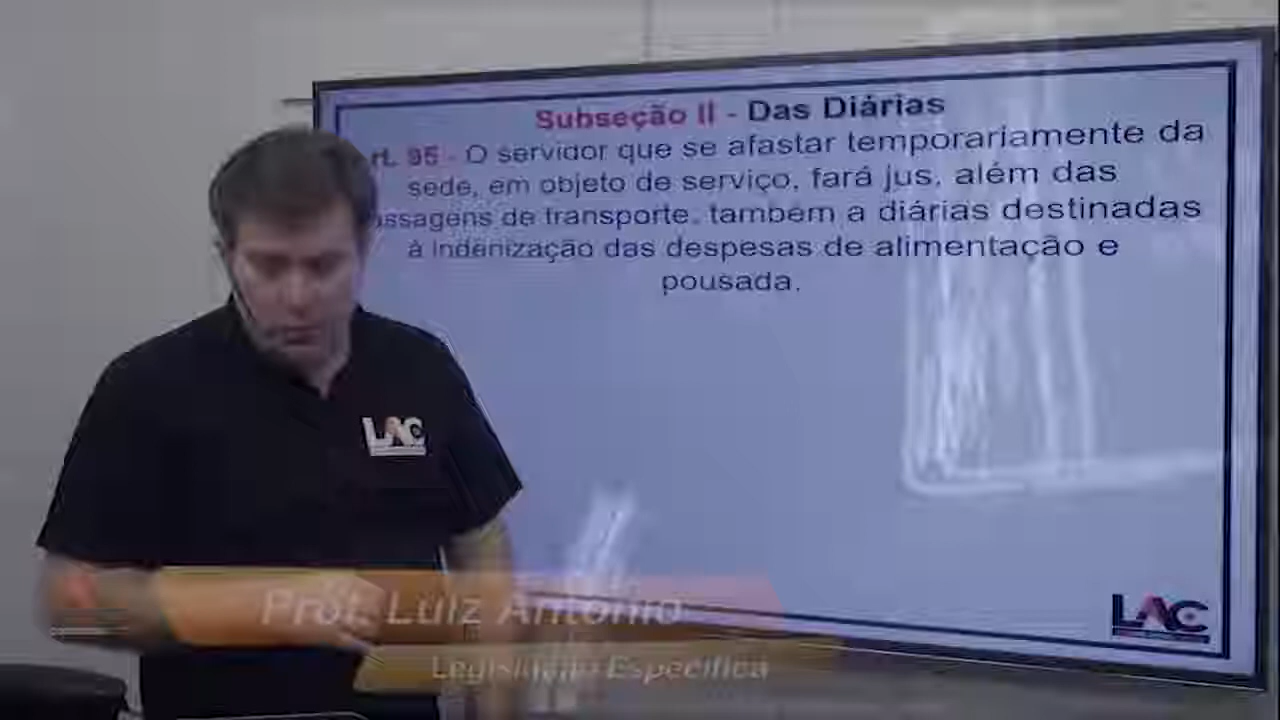 Subseção II - Das Diárias
rt. 95 - O servidor que se afastar temporariamente da
sede, em objeto de serviço, fará jus, além das
assagens de transporte, também a diárias destinadas
à indenização das despesas de alimentação e
pousada.
LAC
Prof. Luiz Antônio
LAC
Legislação Específica